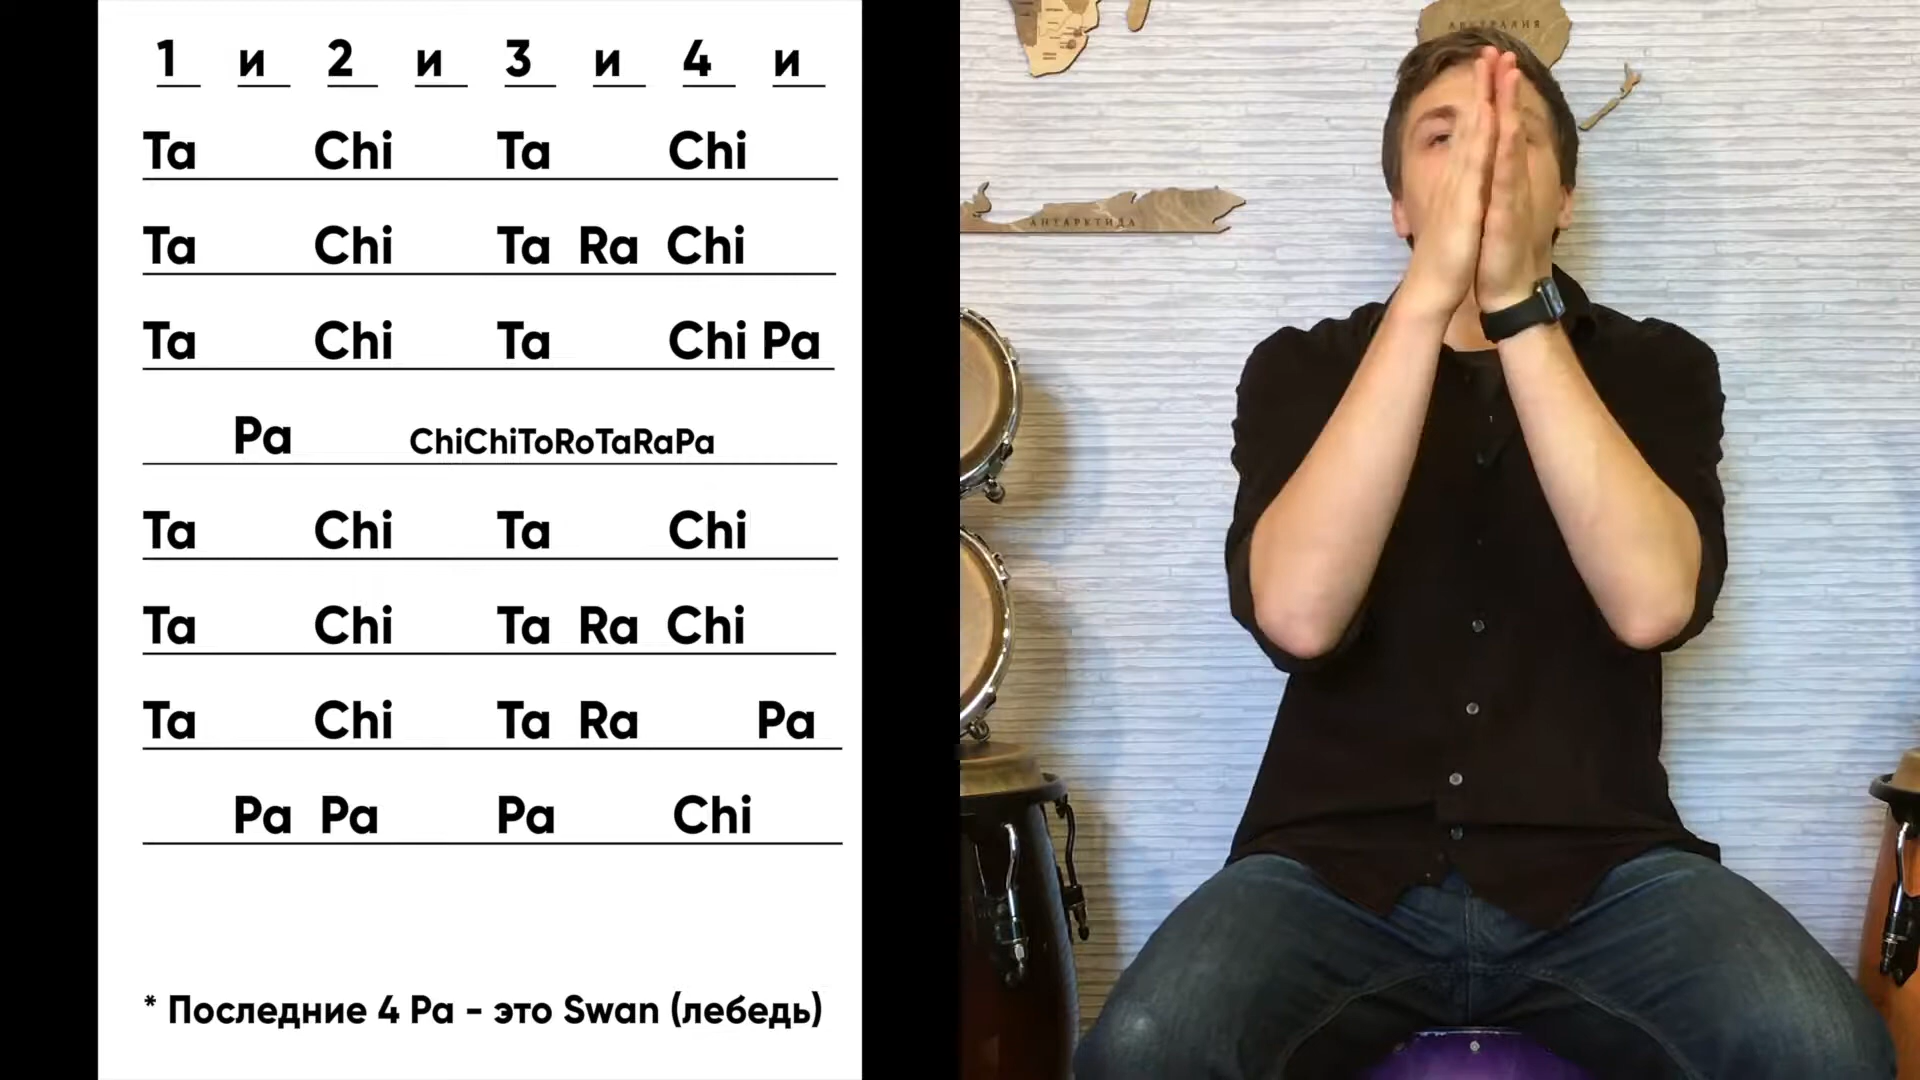 1 и 2 и 3 и 4 и
Ta Chi Ta Chi
Ta Chi Ta Ra Chi
Ta Chi Ta Chi Pa
Pa ChiChiToRoTaRaPa
Ta Chi Ta Chi
Ta Chi Ta Ra Chi
Ta Chi Ta Ra Pa
Pa Pa Pa Chi
* Последние 4 Pa - это Swan (лебедь)
АВСТРАЛИЯ
АНТАРКТИДА